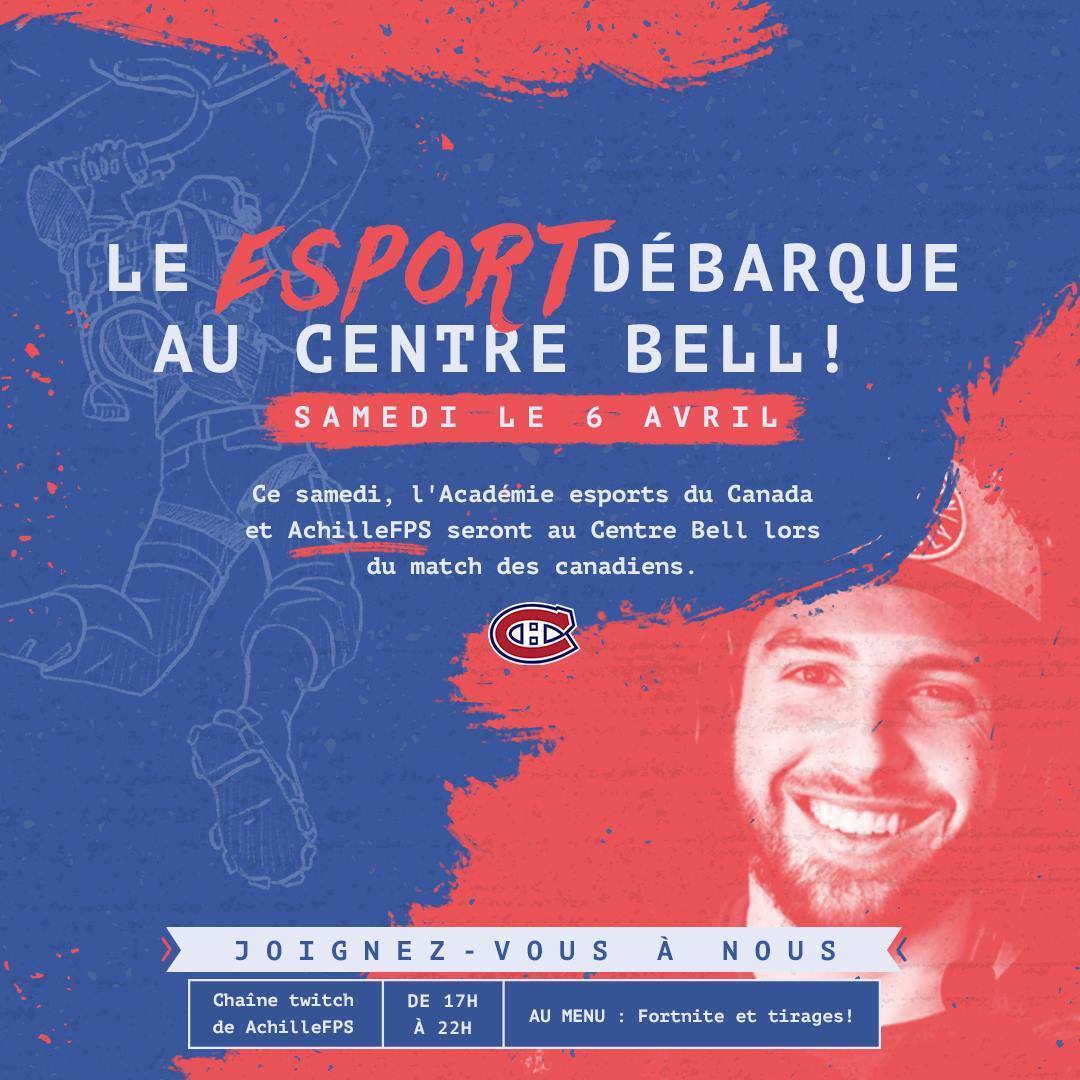 LE ESPORT DÉBARQUE
AU CENTRE BELL!
SAMEDI LE 6 AVRIL
Ce samedi, l'Académie esports du Canada
et AchilleFPS seront au Centre Bell lors
du match des canadiens.
JOIGNEZ-VOUS À NOUS
Chaîne twitch
de AchilleFPS
DE 17H
À 22H
AU MENU : Fortnite et tirages!